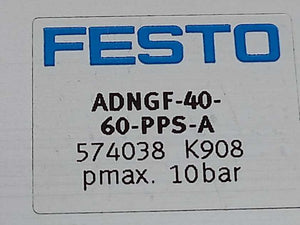 FESTO
ADNGF-40-
60-PPS-A
574038 K908
pmax. 10bar